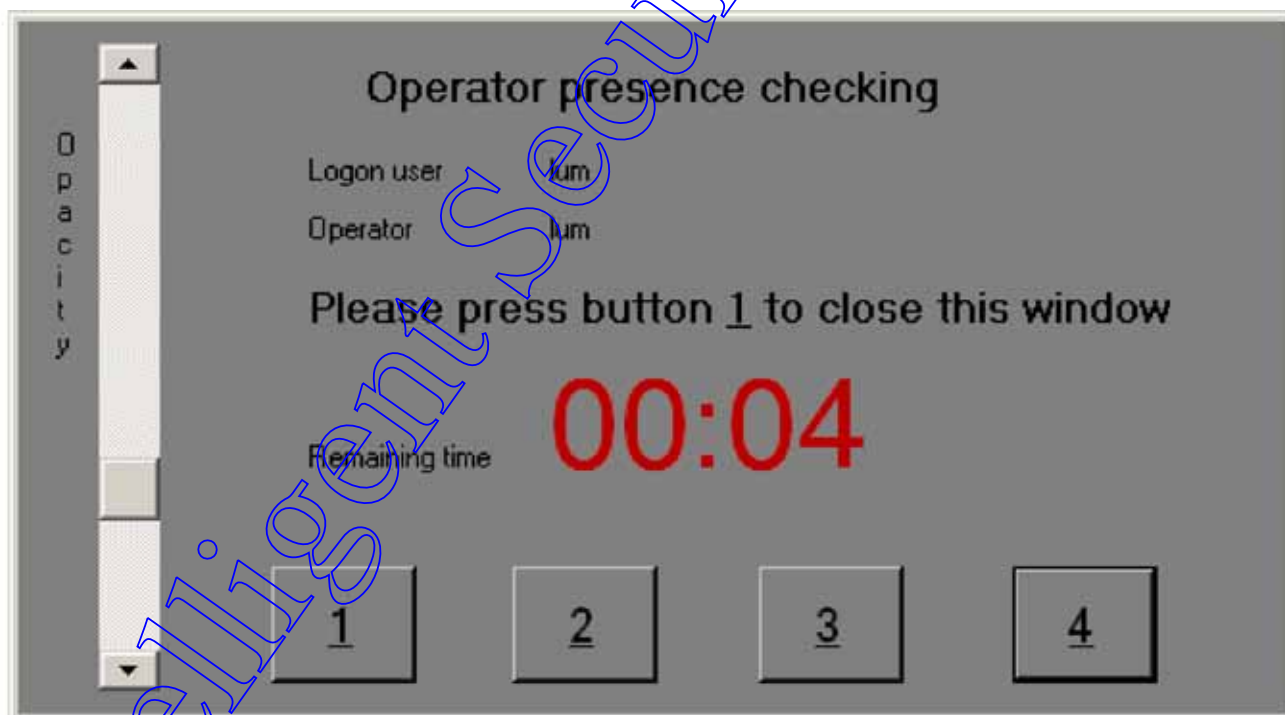 Operator presence checking
Opacity
Logon user lum
Operator lum
Please press button 1 to close this window
Remaining time 00:04
1 2 3 4